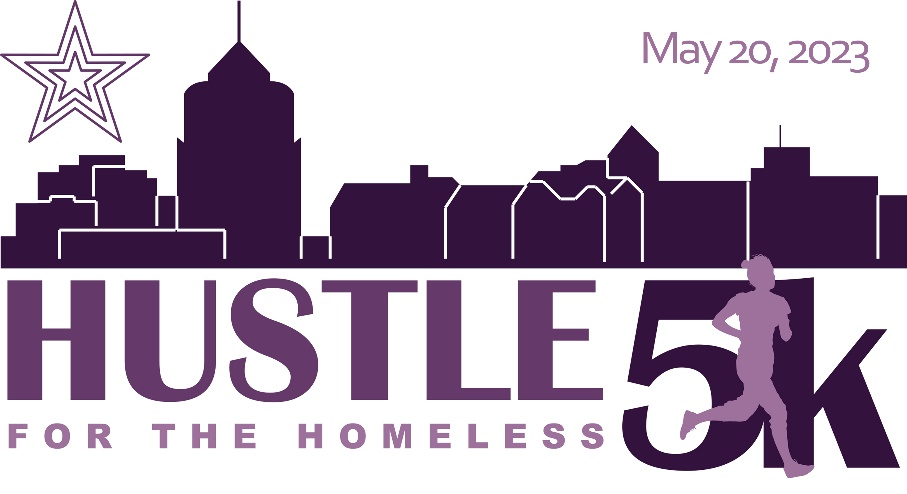 May 20, 2023
HUSTLE 5k
FOR THE HOMELESS